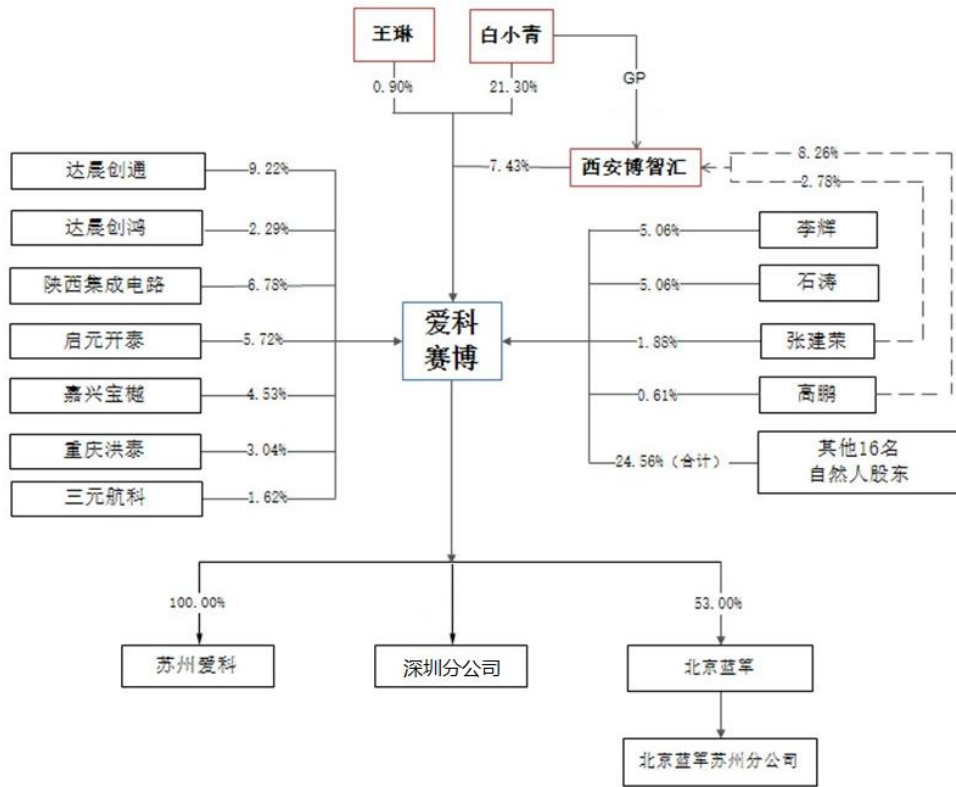 王琳
白小青
0.90%
21.30%
GP
达晨创通
9.22%
7.43%
西安博智汇
8.26%
2.78%
达晨创鸿
2.29%
5.06%
李辉
陕西集成电路
6.78%
5.06%
石涛
启元开泰
5.72%
爱科
赛博
1.88%
张建荣
嘉兴宝樾
4.53%
0.61%
高鹏
重庆洪泰
3.04%
24.56%（合计）
其他16名
自然人股东
三元航科
1.62%
100.00%
53.00%
苏州爱科
深圳分公司
北京蓝军
北京蓝军苏州分公司